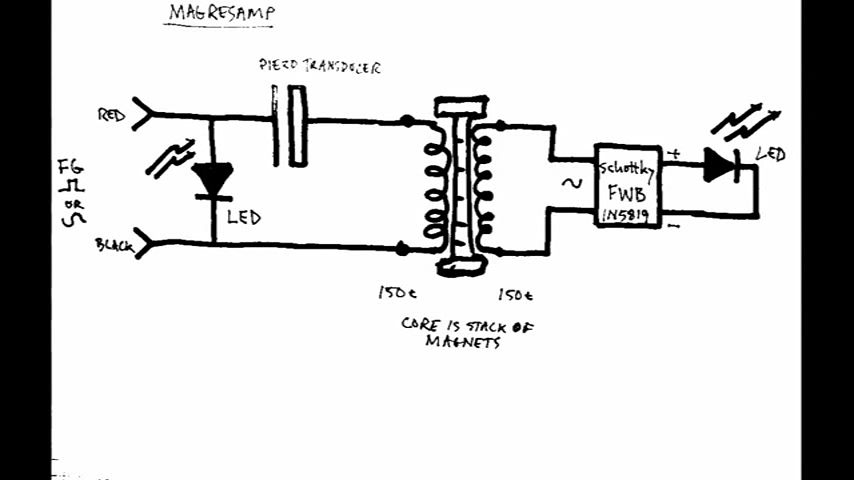 MAGRESAMP
PIEZO TRANSDUCER
RED
FG
OR
BLACK
LED
150t
150t
CORE IS STACK OF
MAGNETS
~
Schottky
FWB
1N5819
+
-
LED